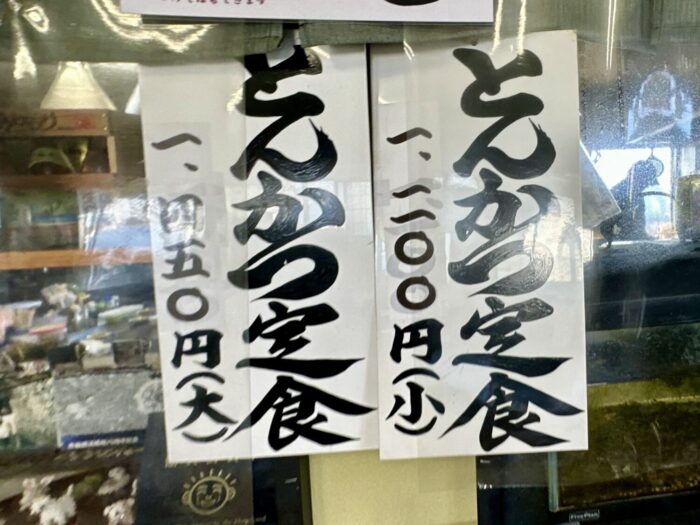 とんかつ定食
一、二〇〇円(小)
とんかつ定食
一、四五〇円(大)